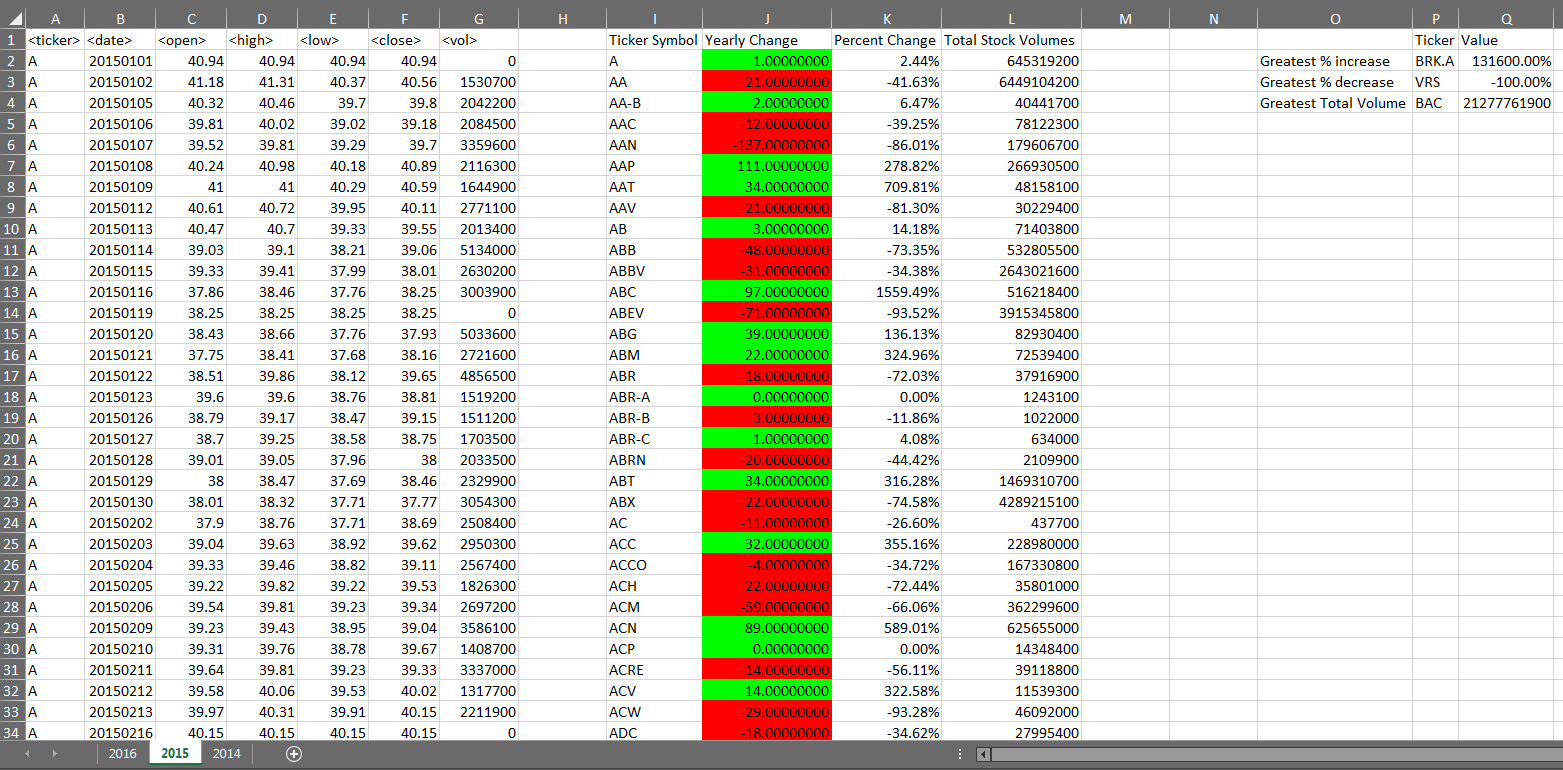 A B C D E F G H I J K L M N O P Q
1 <ticker> <date> <open> <high> <low> <close> <vol> Ticker Symbol Yearly Change Percent Change Total Stock Volumes Ticker Value
2 A 20150101 40.94 40.94 40.94 40.94 0 A 1.00000000 2.44% 645319200 Greatest % increase BRK.A 131600.00%
3 A 20150102 41.18 41.31 40.37 40.56 1530700 AA -21.00000000 -41.63% 6449104200 Greatest % decrease VRS -100.00%
4 A 20150105 40.32 40.46 39.7 39.8 2042200 AA-B 2.00000000 6.47% 40441700 Greatest Total Volume BAC 21277761900
5 A 20150106 39.81 40.02 39.02 39.18 2084500 AAC -12.00000000 -39.25% 78122300
6 A 20150107 39.52 39.81 39.29 39.7 3359600 AAN -137.00000000 -86.01% 179606700
7 A 20150108 40.24 40.98 40.18 40.89 2116300 AAP 111.00000000 278.82% 266930500
8 A 20150109 41 41 40.29 40.59 1644900 AAT 34.00000000 709.81% 48158100
9 A 20150112 40.61 40.72 39.95 40.11 2771100 AAV -21.00000000 -81.30% 30229400
10 A 20150113 40.47 40.7 39.33 39.55 2013400 AB 3.00000000 14.18% 71403800
11 A 20150114 39.03 39.1 38.21 39.06 5134000 ABB -48.00000000 -73.35% 532805500
12 A 20150115 39.33 39.41 37.99 38.01 2630200 ABBV -31.00000000 -34.38% 2643021600
13 A 20150116 37.86 38.46 37.76 38.25 3003900 ABC 97.00000000 1559.49% 516218400
14 A 20150119 38.25 38.25 38.25 38.25 0 ABEV -71.00000000 -93.52% 3915345800
15 A 20150120 38.43 38.66 37.76 37.93 5033600 ABG 39.00000000 136.13% 82930400
16 A 20150121 37.75 38.41 37.68 38.16 2721600 ABM 22.00000000 324.96% 72539400
17 A 20150122 38.51 39.86 38.12 39.65 4856500 ABR -18.00000000 -72.03% 37916900
18 A 20150123 39.6 39.6 38.76 38.81 1519200 ABR-A 0.00000000 0.00% 1243100
19 A 20150126 38.79 39.17 38.47 39.15 1511200 ABR-B -3.00000000 -11.86% 1022000
20 A 20150127 38.7 39.25 38.58 38.75 1703500 ABR-C 1.00000000 4.08% 634000
21 A 20150128 39.01 39.05 37.96 38 2033500 ABRN -20.00000000 -44.42% 2109900
22 A 20150129 38 38.47 37.69 38.46 2329900 ABT 34.00000000 316.28% 1469310700
23 A 20150130 38.01 38.32 37.71 37.77 3054300 ABX -22.00000000 -74.58% 4289215100
24 A 20150202 37.9 38.76 37.71 38.69 2508400 AC -11.00000000 -26.60% 437700
25 A 20150203 39.04 39.63 38.92 39.62 2950300 ACC 32.00000000 355.16% 228980000
26 A 20150204 39.33 39.46 38.82 39.11 2567400 ACCO -4.00000000 -34.72% 167330800
27 A 20150205 39.22 39.82 39.22 39.53 1826300 ACH -22.00000000 -72.44% 35801000
28 A 20150206 39.54 39.81 39.23 39.34 2697200 ACM -59.00000000 -66.06% 362299600
29 A 20150209 39.23 39.43 38.95 39.04 3586100 ACN 89.00000000 589.01% 625655000
30 A 20150210 39.31 39.76 38.78 39.67 1408700 ACP 0.00000000 0.00% 14348400
31 A 20150211 39.64 39.81 39.23 39.33 3337000 ACRE -14.00000000 -56.11% 39118800
32 A 20150212 39.58 40.06 39.53 40.02 1317700 ACV 14.00000000 322.58% 11539300
33 A 20150213 39.97 40.31 39.91 40.15 2211900 ACW -29.00000000 -93.28% 46092000
34 A 20150216 40.15 40.15 40.15 40.15 0 ADC -18.00000000 -34.62% 27995400
2016 2015 2014